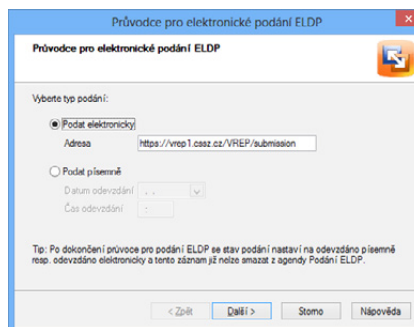 Průvodce pro elektronické podání ELDP
Průvodce pro elektronické podání ELDP
Vyberte typ podání:
Podat elektronicky
Adresa https://vrep1.cssz.cz/VREP/submission
Podat písemně
Datum odevzdání . .
Čas odevzdání :
Tip: Po dokončení průvoce pro podání ELDP se stav podání nastaví na odevzdáno písemně
resp. odevzdáno elektronicky a tento záznam již nelze smazat z agendy Podání ELDP.
< Zpět Další > Storno Nápověda